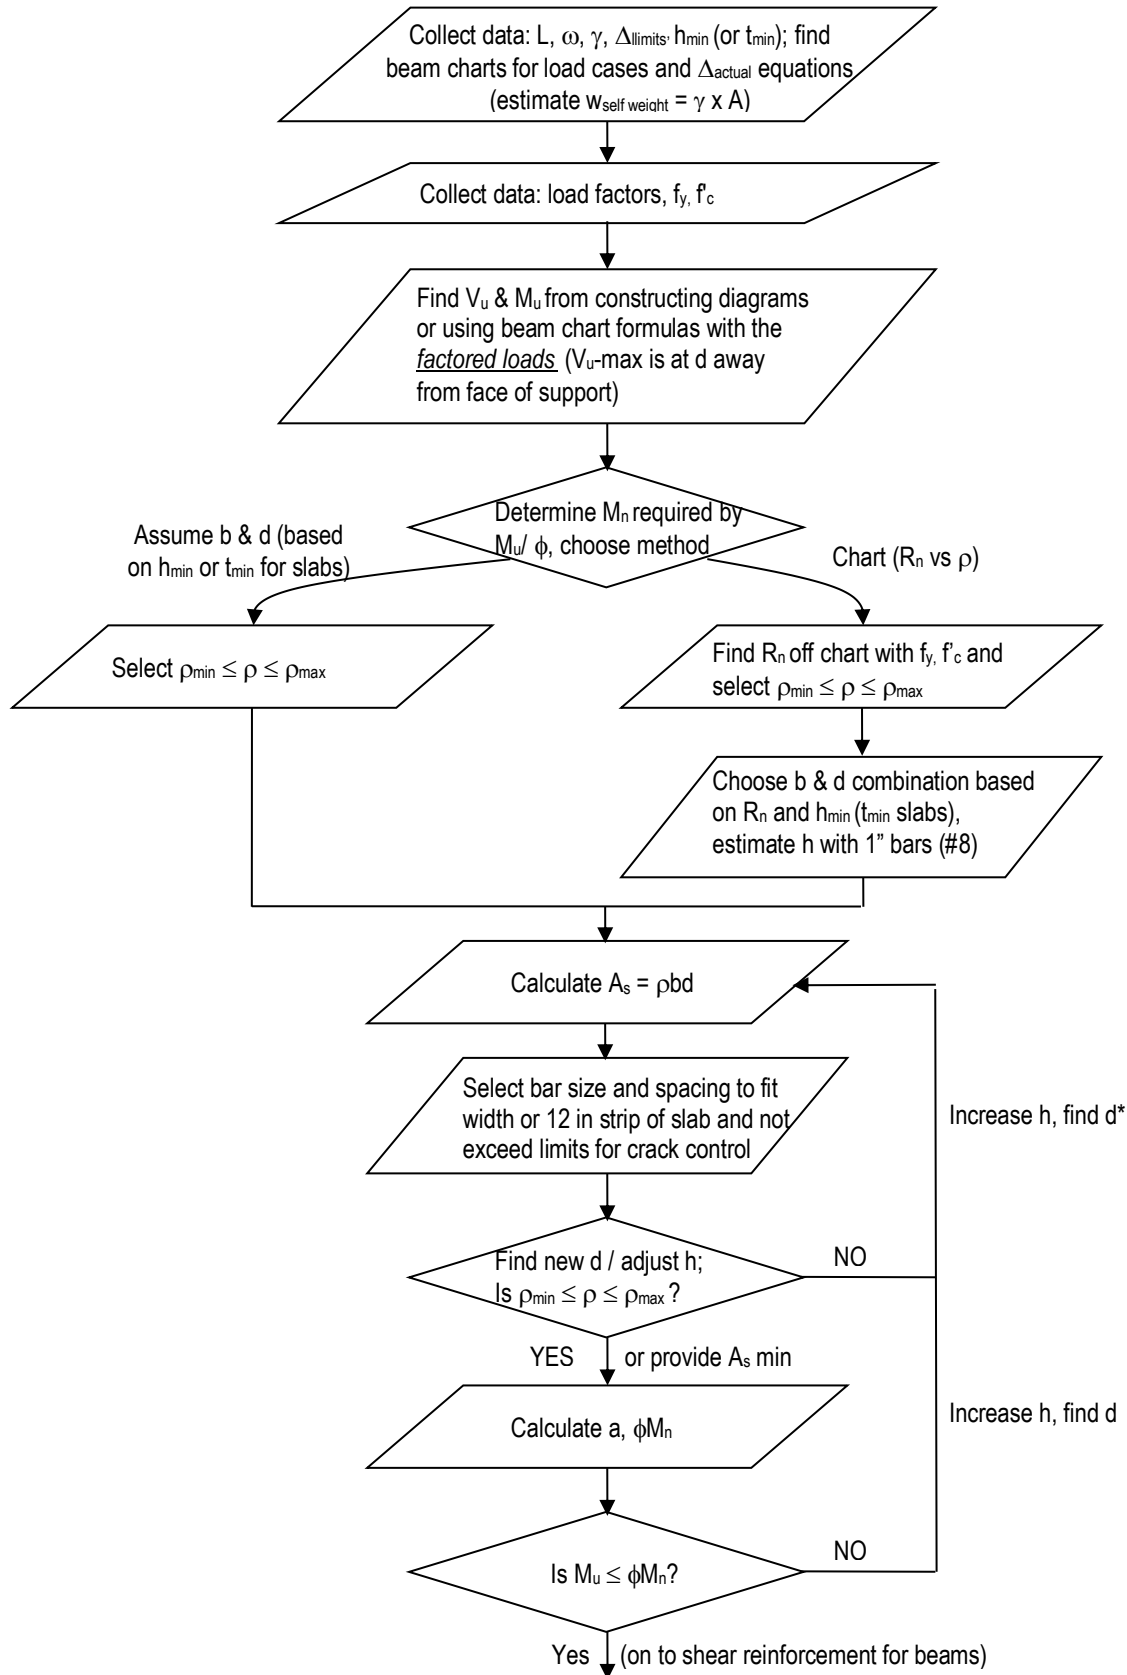 Collect data: L, ω, γ, Δllimits, hmin (or tmin); find
beam charts for load cases and Δactual equations
(estimate wself weight = γ x A)
Collect data: load factors, fy, f'c
Find Vu & Mu from constructing diagrams
or using beam chart formulas with the
factored loads (Vu-max is at d away
from face of support)
Determine Mn required by
Mu/ ϕ, choose method
Assume b & d (based
on hmin or tmin for slabs)
Chart (Rn vs ρ)
Select ρmin ≤ ρ ≤ ρmax
Find Rn off chart with fy, f'c and
select ρmin ≤ ρ ≤ ρmax
Choose b & d combination based
on Rn and hmin (tmin slabs),
estimate h with 1” bars (#8)
Calculate As = ρbd
Select bar size and spacing to fit
width or 12 in strip of slab and not
exceed limits for crack control
Increase h, find d*
Find new d / adjust h;
Is ρmin ≤ ρ ≤ ρmax ?
NO
YES or provide As min
Calculate a, ϕMn
Increase h, find d
Is Mu ≤ ϕMn?
NO
Yes (on to shear reinforcement for beams)